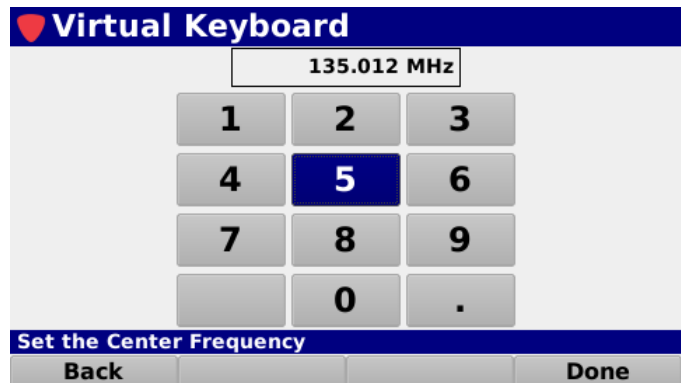 Virtual Keyboard
135.012 MHz
1 2 3
4 5 6
7 8 9
0 .
Set the Center Frequency
Back Done